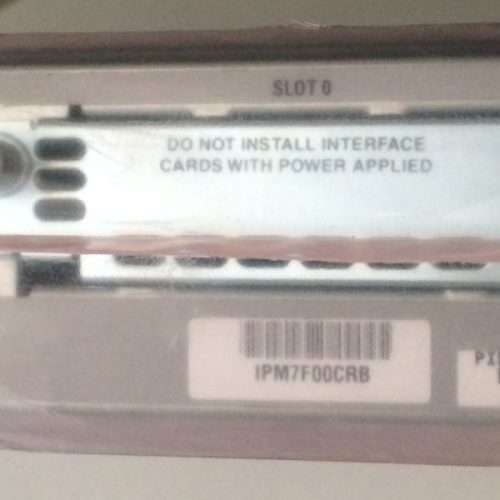 SLOT 0
DO NOT INSTALL INTERFACE
CARDS WITH POWER APPLIED
IPM7F00CRB